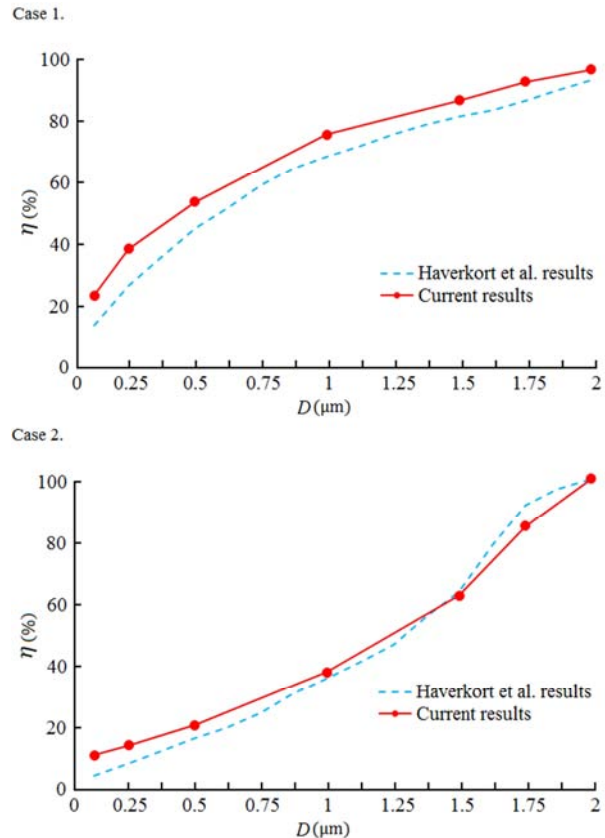 Case 1.
100
80
60
40
20
0
η (%)
Haverkort et al. results
Current results
0 0.25 0.5 0.75 1 1.25 1.5 1.75 2
D (μm)
Case 2.
100
80
60
40
20
0
η (%)
Haverkort et al. results
Current results
0 0.25 0.5 0.75 1 1.25 1.5 1.75 2
D (μm)